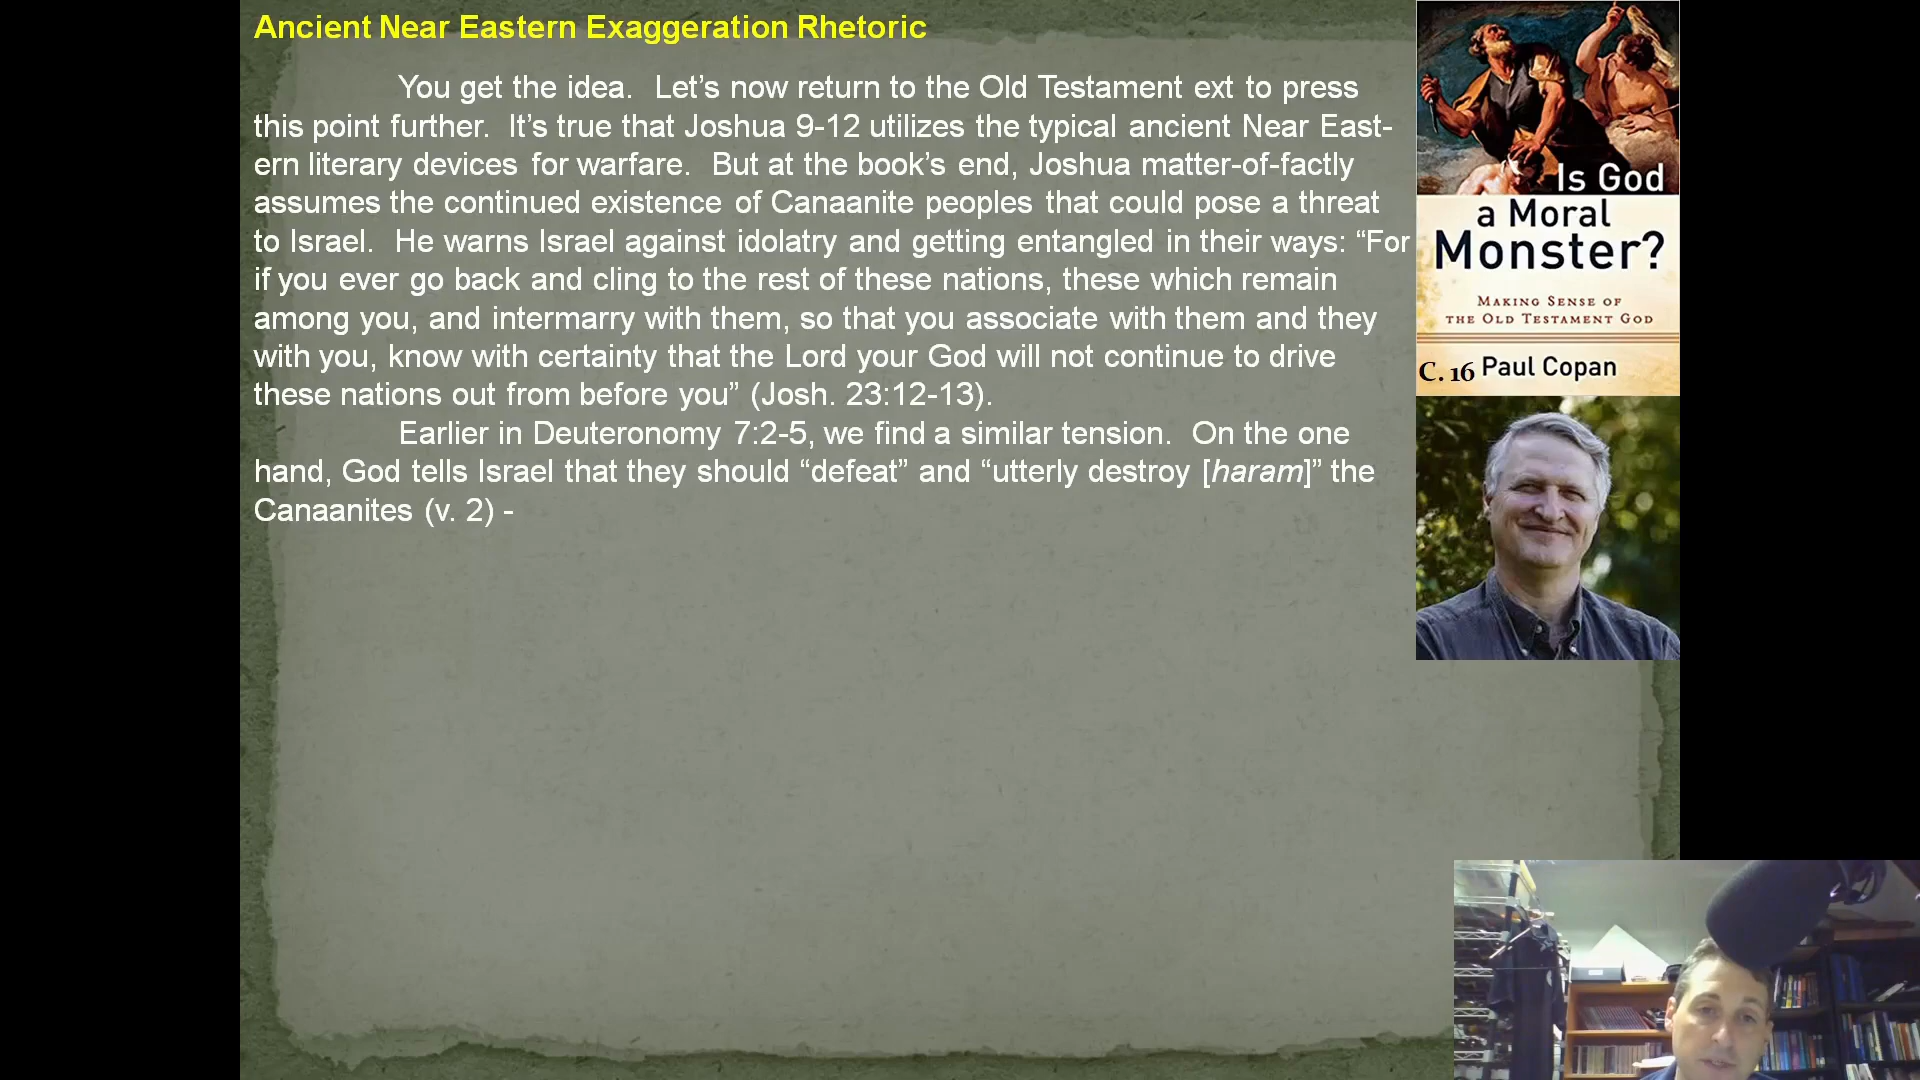 Ancient Near Eastern Exaggeration Rhetoric
You get the idea. Let’s now return to the Old Testament ext to press
this point further. It’s true that Joshua 9-12 utilizes the typical ancient Near East-
ern literary devices for warfare. But at the book’s end, Joshua matter-of-factly
assumes the continued existence of Canaanite peoples that could pose a threat
to Israel. He warns Israel against idolatry and getting entangled in their ways: “For
if you ever go back and cling to the rest of these nations, these which remain
among you, and intermarry with them, so that you associate with them and they
with you, know with certainty that the Lord your God will not continue to drive
these nations out from before you” (Josh. 23:12-13).
Earlier in Deuteronomy 7:2-5, we find a similar tension. On the one
hand, God tells Israel that they should “defeat” and “utterly destroy [haram]” the
Canaanites (v. 2) -
Is God
a Moral
Monster?
Making Sense of
the Old Testament God
C. 16 Paul Copan